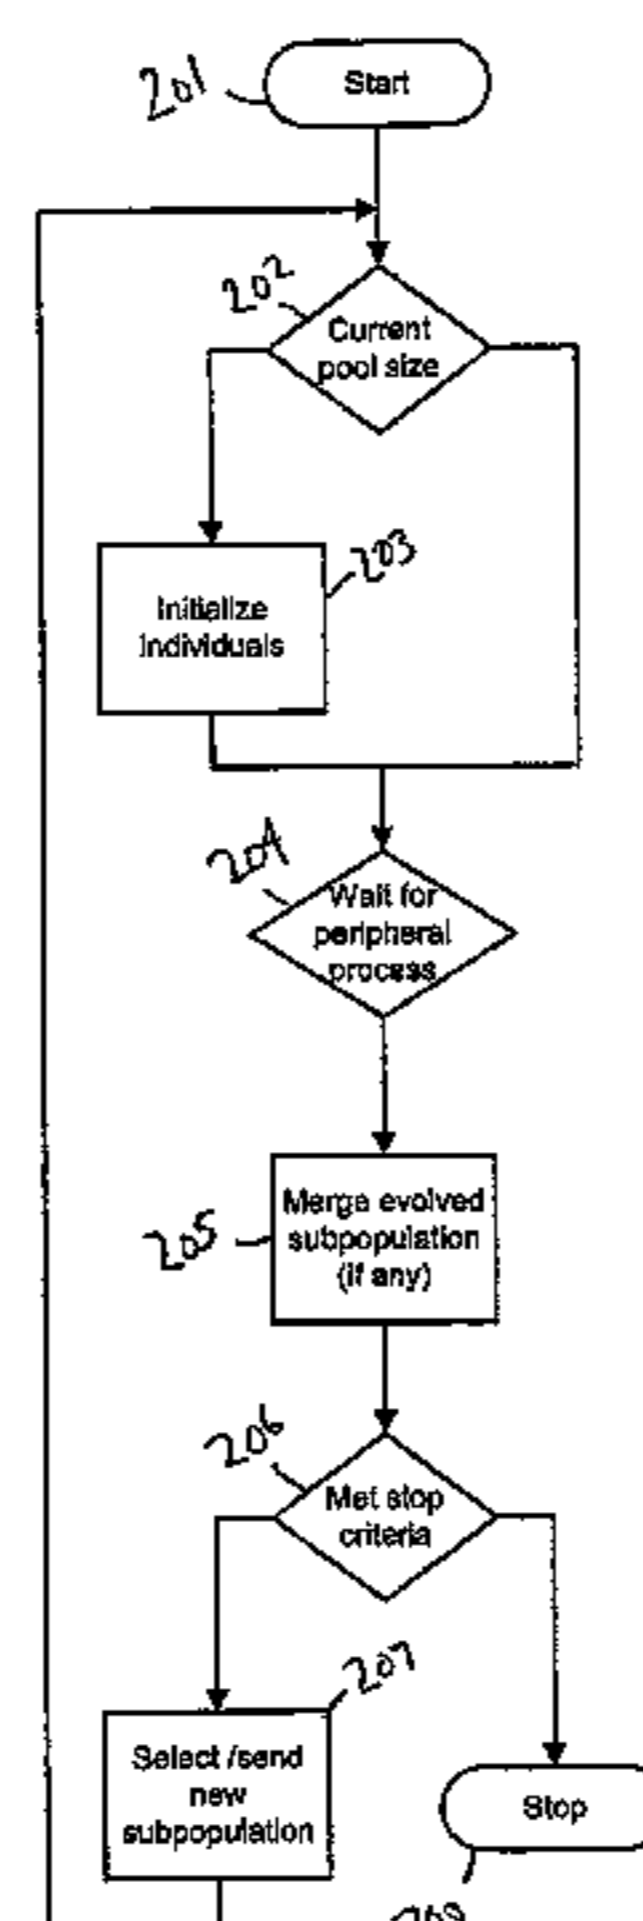 201
Start
202
Current
pool size
203
Initialize
Individuals
204
Wait for
peripheral
process
205
Merge evolved
subpopulation
(if any)
206
Met stop
criteria
207
Select /send
new
subpopulation
Stop